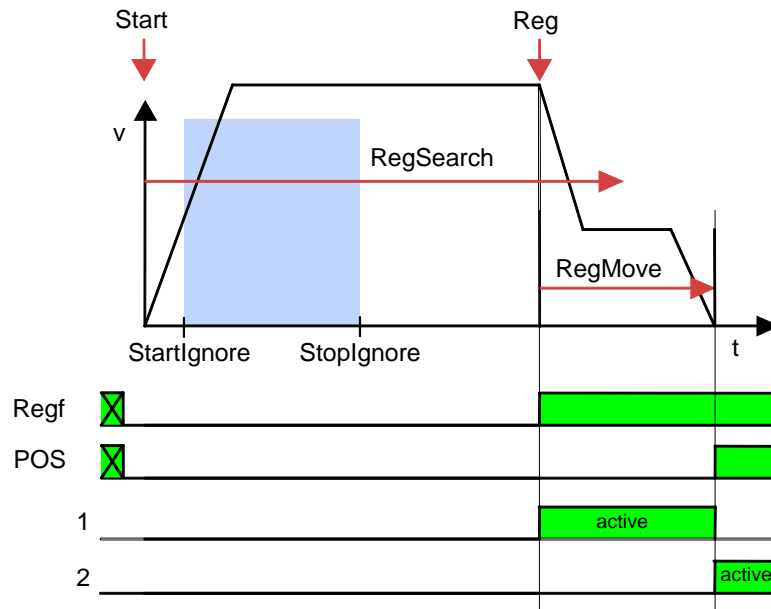 Start
Reg
v
RegSearch
RegMove
StartIgnore
StopIgnore
t
Regf
POS
1
active
2
active